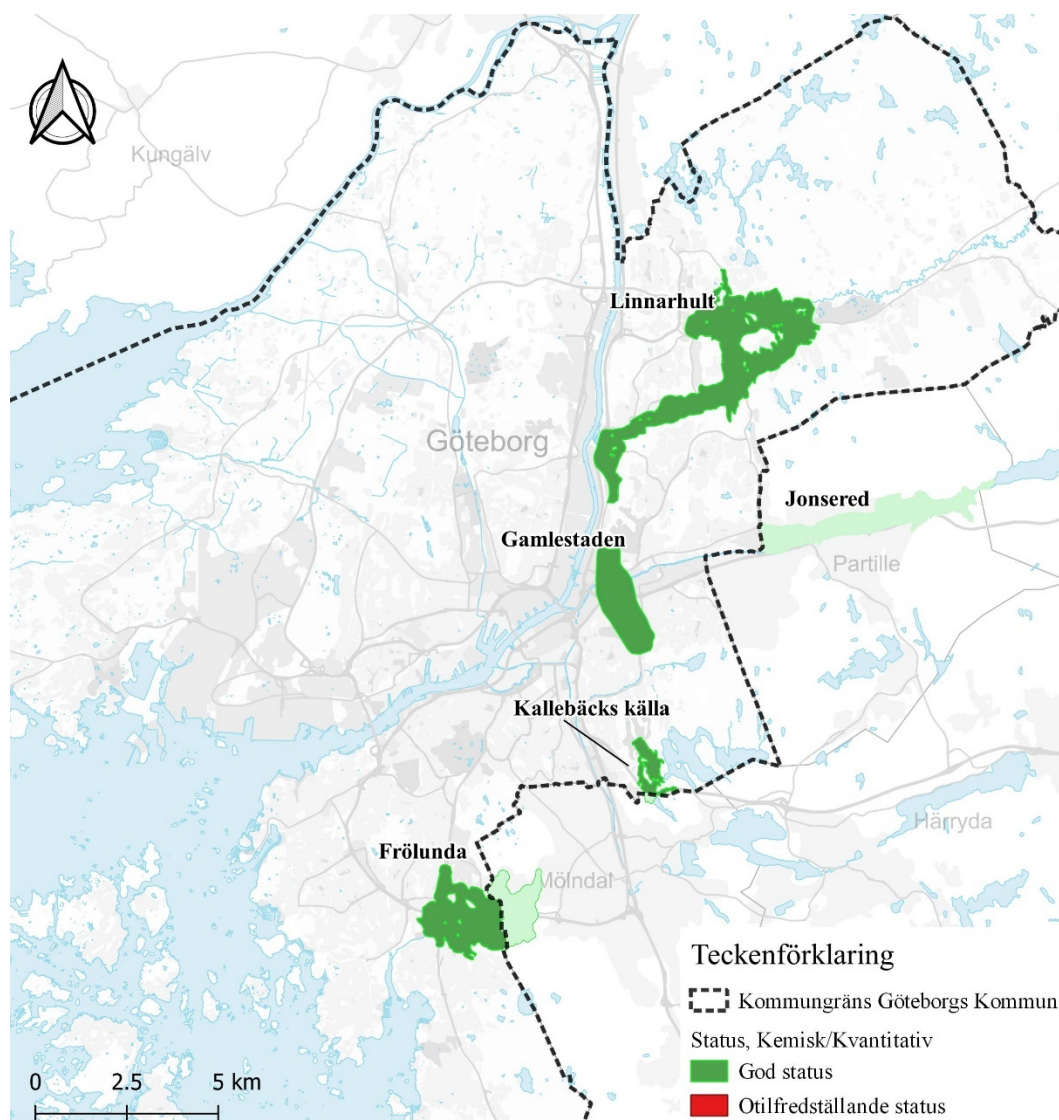 Kungälv
Linnarhult
Göteborg
Jonsered
Gamlestaden
Partille
Kallebäcks källa
Härryda
Frölunda
Mölndal
Teckenförklaring
Kommungräns Göteborgs Kommun
Status, Kemisk/Kvantitativ
God status
Otilfredställande status
0 2.5 5 km